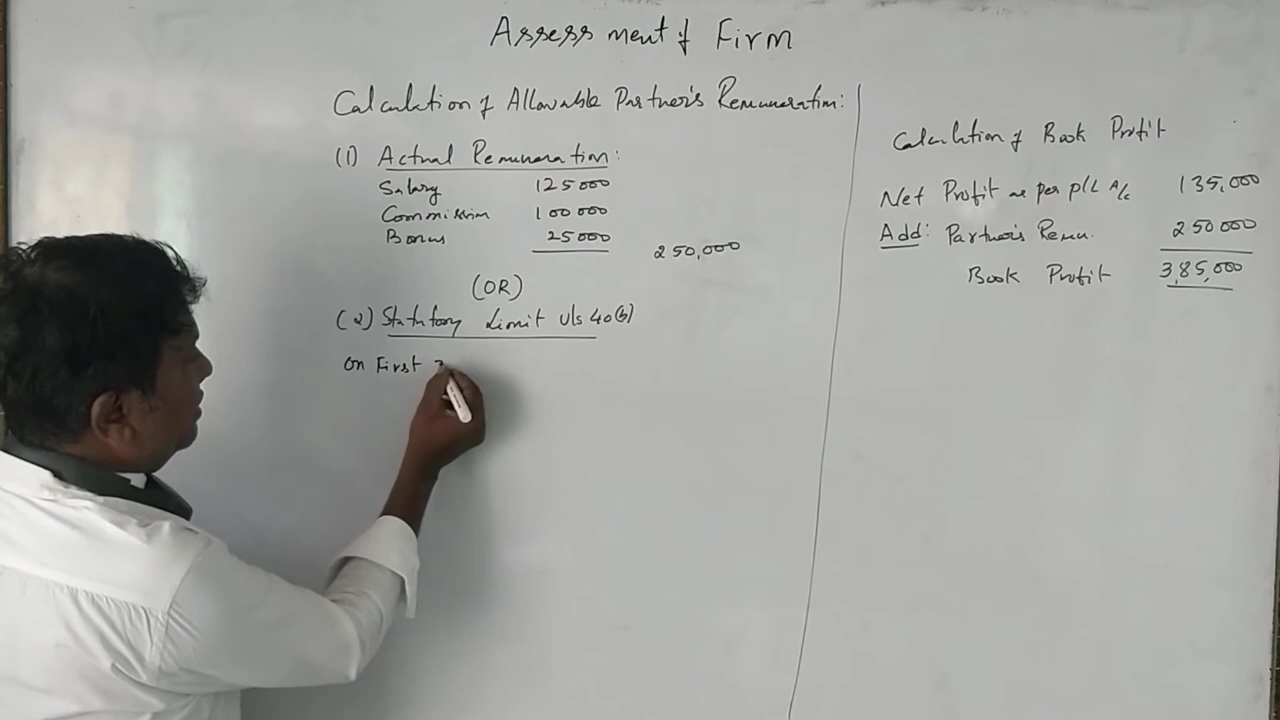 Assessment of Firm
Calculation of Allowable Partner's Remuneration:
(1) Actual Remuneration:
Salary 125000
Commission 100000
Bonus 25000 250,000
(OR)
(2) Statutory Limit U/s 40(b)
On First
Calculation of Book Profit
Net Profit as per P/L A/c 135,000
Add: Partner's Remu. 250000
Book Profit 3,85,000